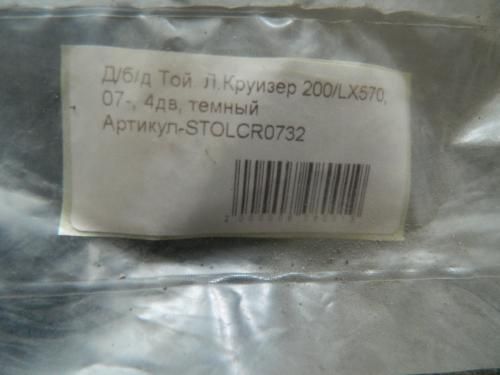 Д/б/д Той. Л.Круизер 200/LX570,
07-, 4дв, темный
Артикул-STOLCR0732